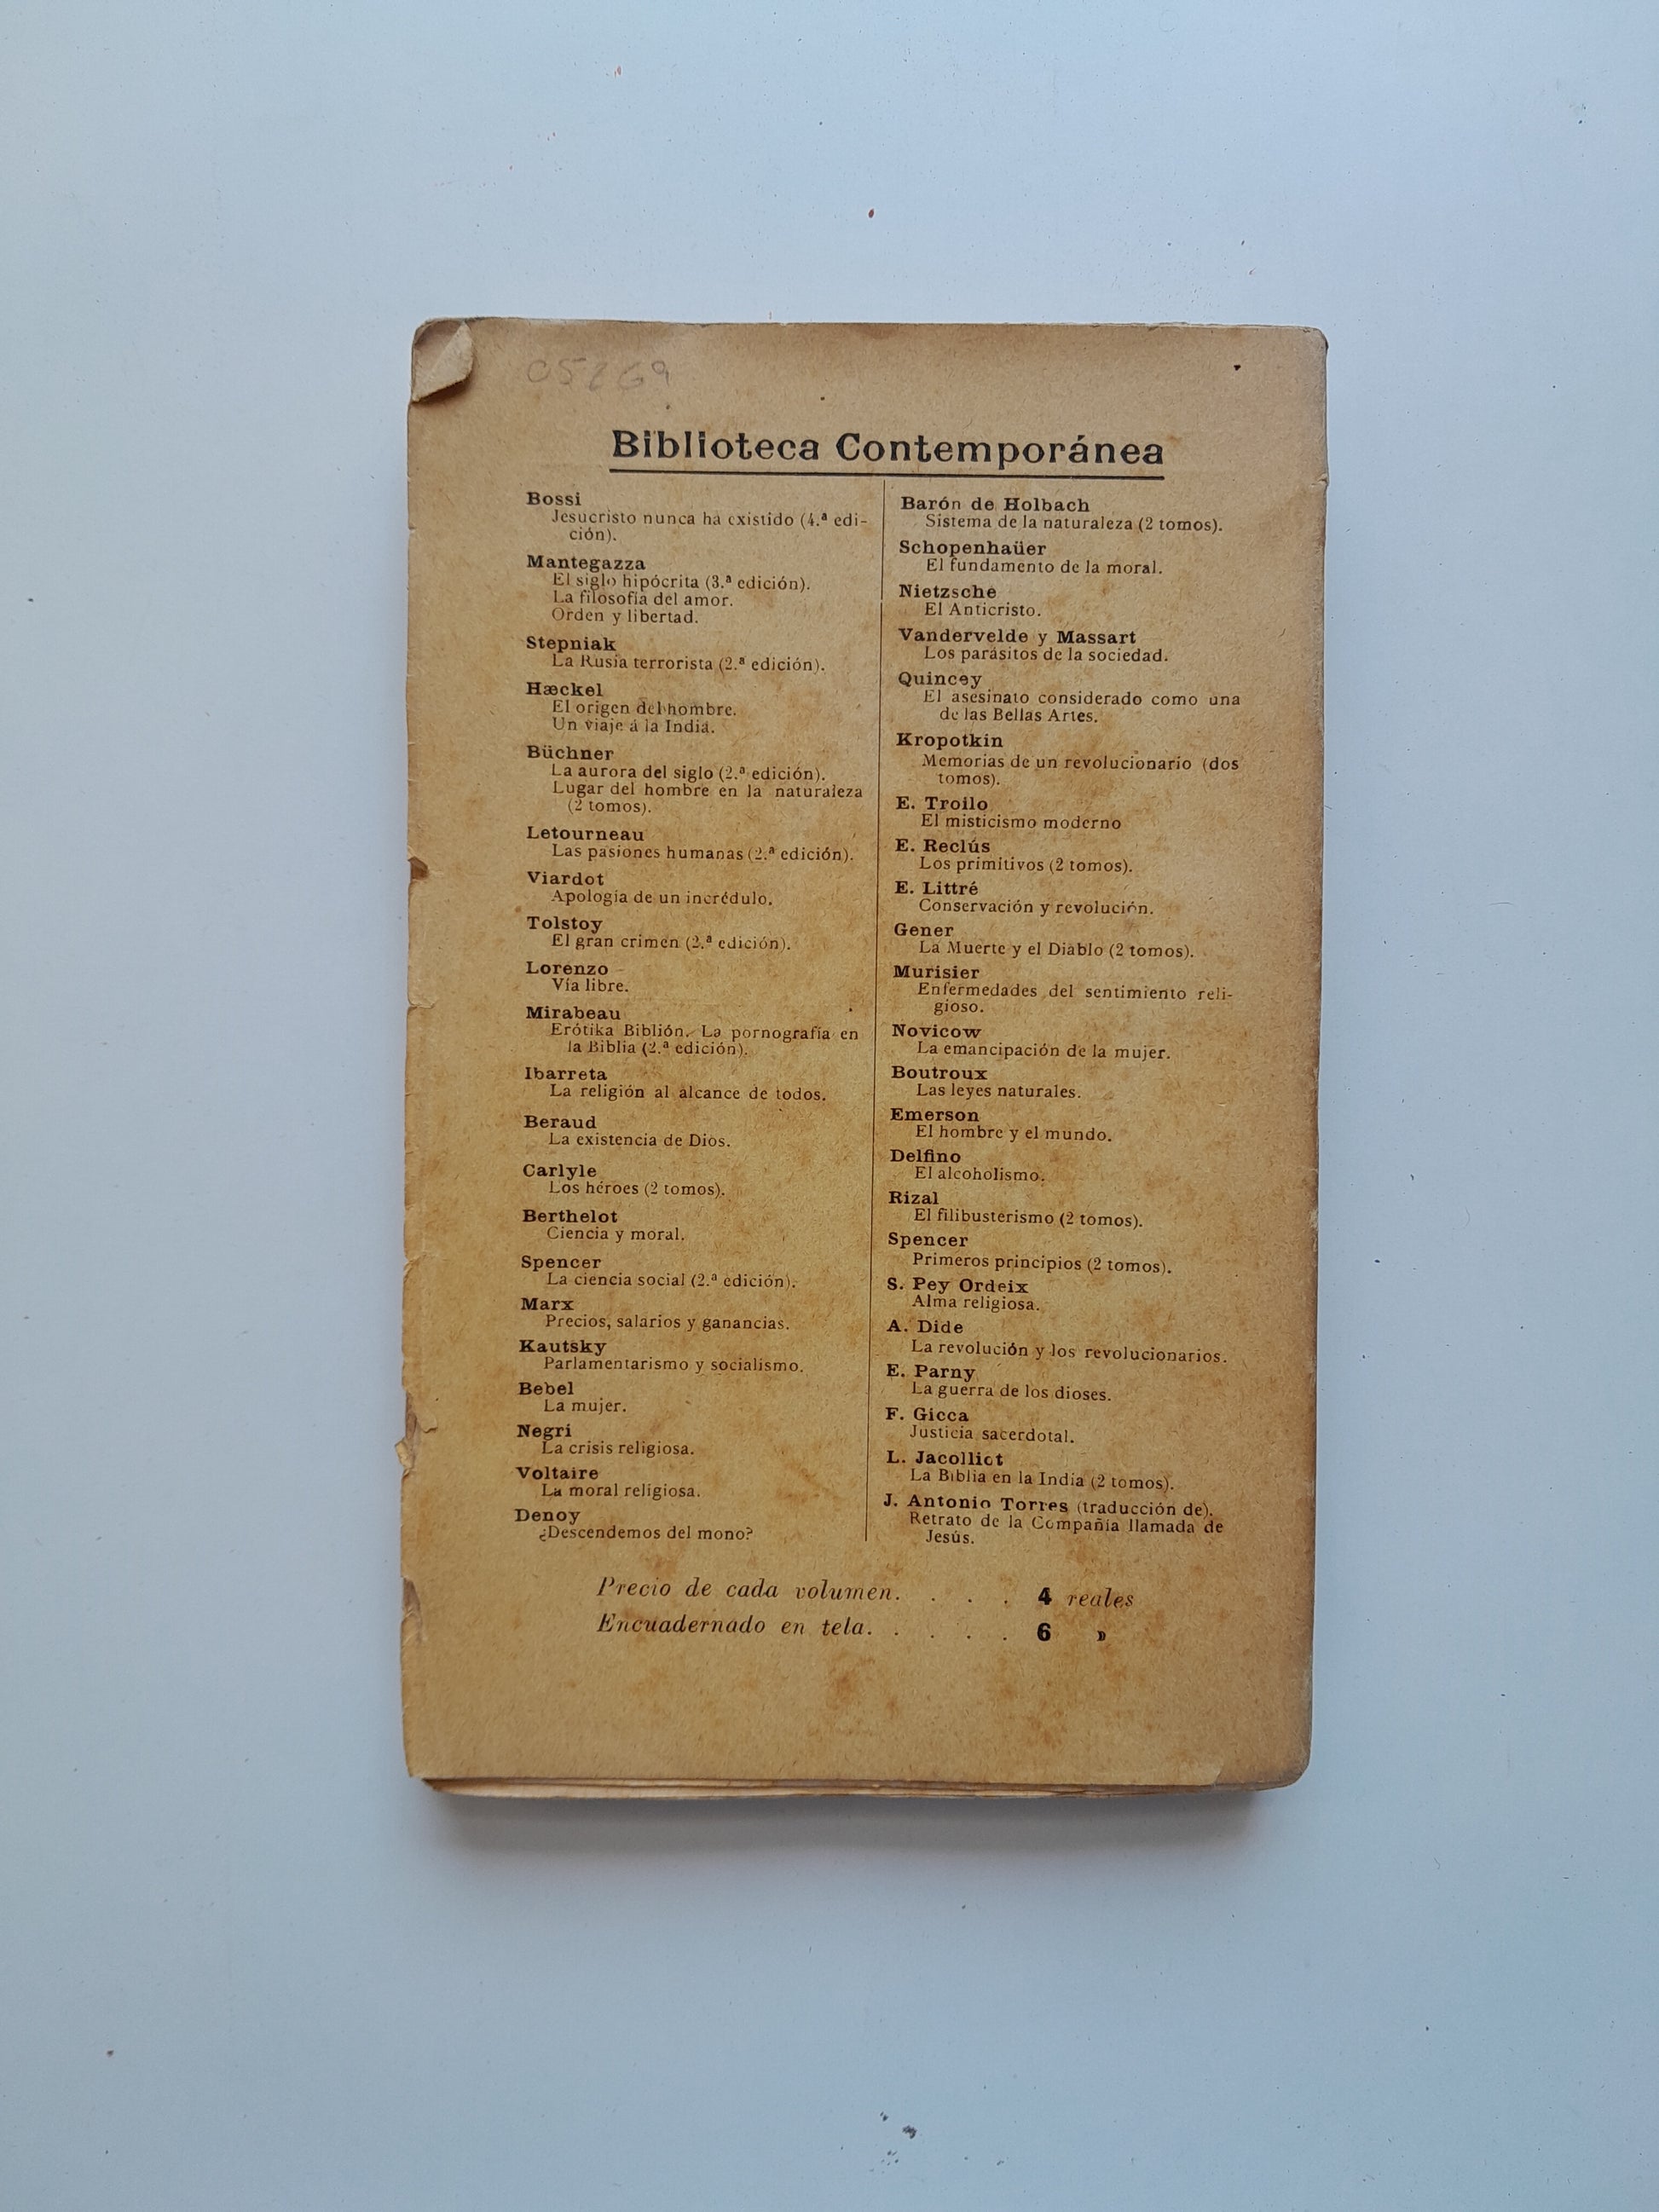 05269
Biblioteca Contemporánea
Bossi
Jesucristo nunca ha existido (4.ª edi-
ción).
Mantegazza
El siglo hipócrita (3.ª edición).
La filosofía del amor.
Orden y libertad.
Stepniak
La Rusia terrorista (2.ª edición).
Hæckel
El origen del hombre.
Un viaje á la India.
Büchner
La aurora del siglo (2.ª edición).
Lugar del hombre en la naturaleza
(2 tomos).
Letourneau
Las pasiones humanas (2.ª edición).
Viardot
Apología de un incrédulo.
Tolstoy
El gran crimen (2.ª edición).
Lorenzo
Vía libre.
Mirabeau
Erótika Biblión. La pornografía en
la Biblia (2.ª edición).
Ibarreta
La religión al alcance de todos.
Beraud
La existencia de Dios.
Carlyle
Los héroes (2 tomos).
Berthelot
Ciencia y moral.
Spencer
La ciencia social (2.ª edición).
Marx
Precios, salarios y ganancias.
Kautsky
Parlamentarismo y socialismo.
Bebel
La mujer.
Negri
La crisis religiosa.
Voltaire
La moral religiosa.
Denoy
¿Descendemos del mono?
Barón de Holbach
Sistema de la naturaleza (2 tomos).
Schopenhaüer
El fundamento de la moral.
Nietzsche
El Anticristo.
Vandervelde y Massart
Los parásitos de la sociedad.
Quincey
El asesinato considerado como una
de las Bellas Artes.
Kropotkin
Memorias de un revolucionario (dos
tomos).
E. Troilo
El misticismo moderno
E. Reclús
Los primitivos (2 tomos).
E. Littré
Conservación y revolución.
Gener
La Muerte y el Diablo (2 tomos).
Murisier
Enfermedades del sentimiento reli-
gioso.
Novicow
La emancipación de la mujer.
Boutroux
Las leyes naturales.
Emerson
El hombre y el mundo.
Delfino
El alcoholismo.
Rizal
El filibusterismo (2 tomos).
Spencer
Primeros principios (2 tomos).
S. Pey Ordeix
Alma religiosa.
A. Dide
La revolución y los revolucionarios.
E. Parny
La guerra de los dioses.
F. Gicca
Justicia sacerdotal.
L. Jacolliot
La Biblia en la India (2 tomos).
J. Antonio Torres (traducción de).
Retrato de la Compañía llamada de
Jesús.
Precio de cada volumen. . . . 4 reales
Encuadernado en tela. . . . . 6 »